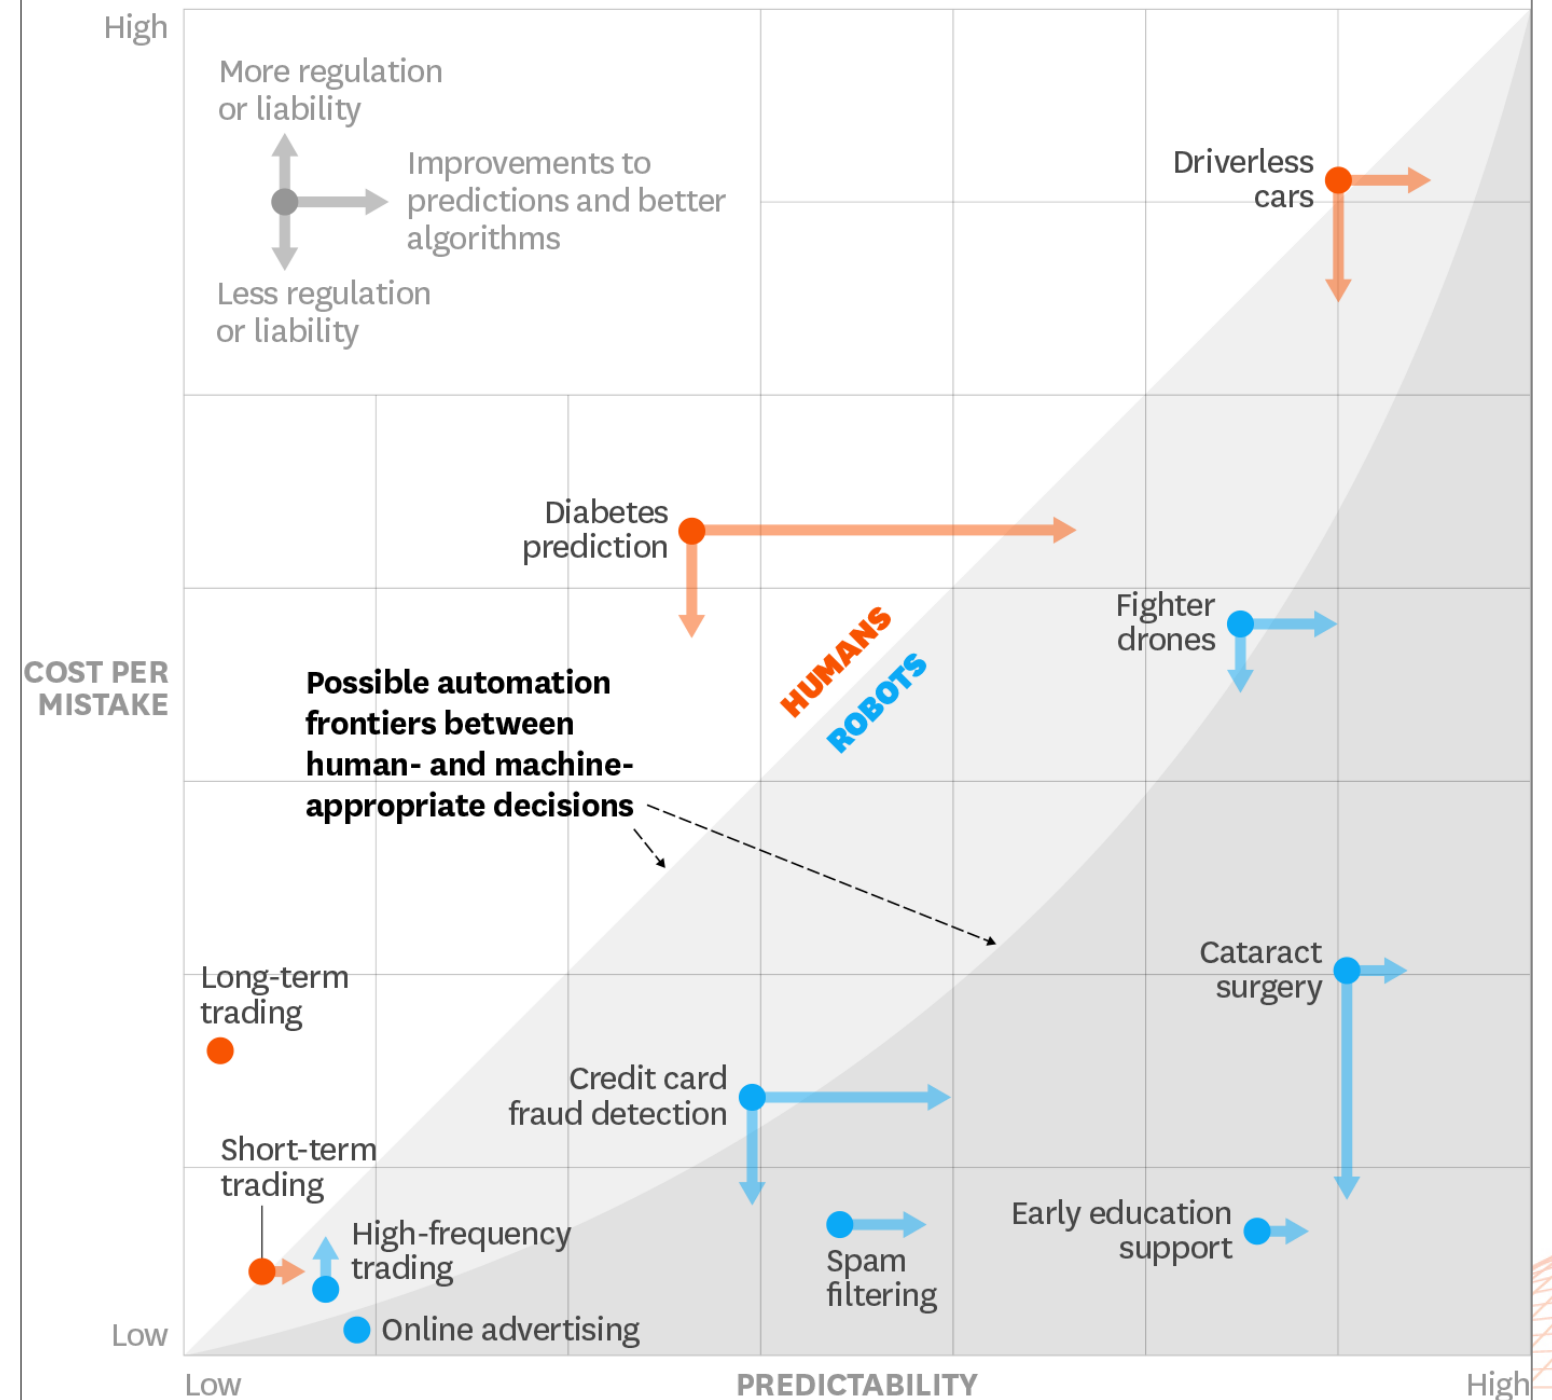 High
More regulation
or liability
Improvements to
predictions and better
algorithms
Less regulation
or liability
Driverless
cars
Diabetes
prediction
Fighter
drones
HUMANS
ROBOTS
COST PER
MISTAKE
Possible automation
frontiers between
human- and machine-
appropriate decisions
Long-term
trading
Cataract
surgery
Credit card
fraud detection
Short-term
trading
High-frequency
trading
Early education
support
Spam
filtering
Online advertising
Low
Low
PREDICTABILITY
High